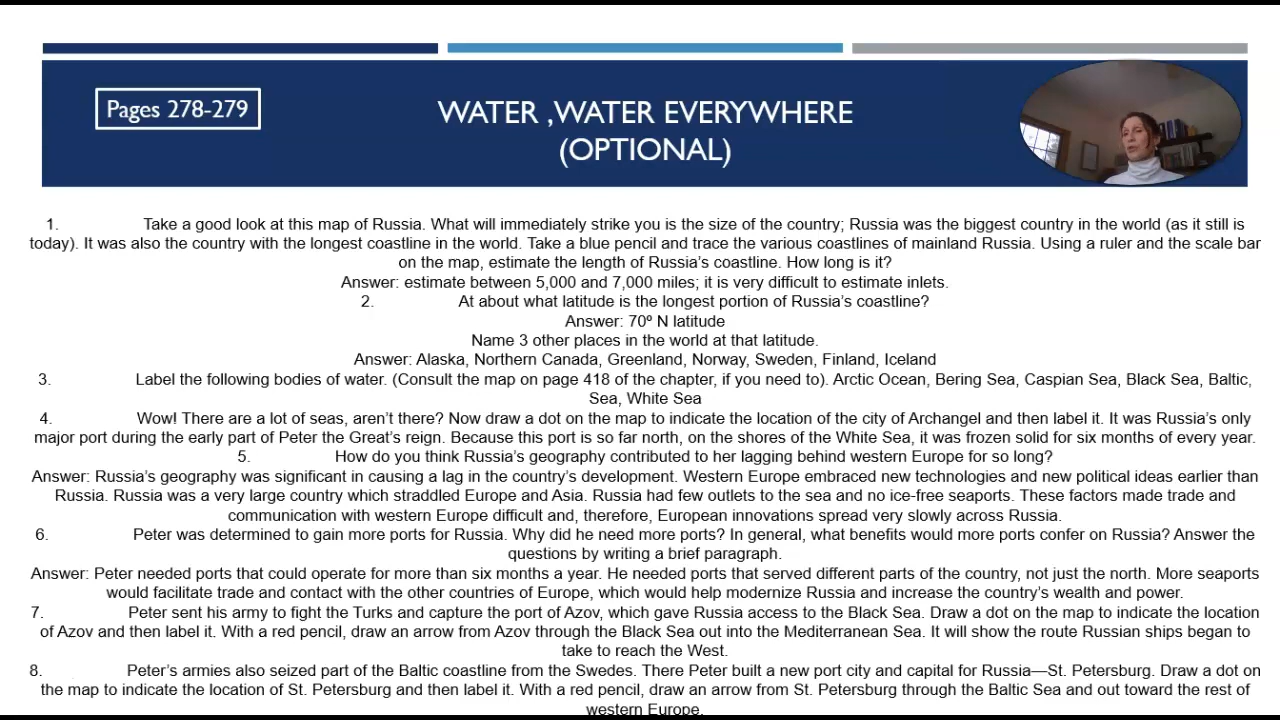 Pages 278-279
WATER ,WATER EVERYWHERE
(OPTIONAL)
1. Take a good look at this map of Russia. What will immediately strike you is the size of the country; Russia was the biggest country in the world (as it still is
today). It was also the country with the longest coastline in the world. Take a blue pencil and trace the various coastlines of mainland Russia. Using a ruler and the scale bar
on the map, estimate the length of Russia's coastline. How long is it?
Answer: estimate between 5,000 and 7,000 miles; it is very difficult to estimate inlets.
2. At about what latitude is the longest portion of Russia's coastline?
Answer: 70º N latitude
Name 3 other places in the world at that latitude.
Answer: Alaska, Northern Canada, Greenland, Norway, Sweden, Finland, Iceland
3. Label the following bodies of water. (Consult the map on page 418 of the chapter, if you need to). Arctic Ocean, Bering Sea, Caspian Sea, Black Sea, Baltic,
Sea, White Sea
4. Wow! There are a lot of seas, aren't there? Now draw a dot on the map to indicate the location of the city of Archangel and then label it. It was Russia's only
major port during the early part of Peter the Great's reign. Because this port is so far north, on the shores of the White Sea, it was frozen solid for six months of every year.
5. How do you think Russia's geography contributed to her lagging behind western Europe for so long?
Answer: Russia's geography was significant in causing a lag in the country's development. Western Europe embraced new technologies and new political ideas earlier than
Russia. Russia was a very large country which straddled Europe and Asia. Russia had few outlets to the sea and no ice-free seaports. These factors made trade and
communication with western Europe difficult and, therefore, European innovations spread very slowly across Russia.
6. Peter was determined to gain more ports for Russia. Why did he need more ports? In general, what benefits would more ports confer on Russia? Answer the
questions by writing a brief paragraph.
Answer: Peter needed ports that could operate for more than six months a year. He needed ports that served different parts of the country, not just the north. More seaports
would facilitate trade and contact with the other countries of Europe, which would help modernize Russia and increase the country's wealth and power.
7. Peter sent his army to fight the Turks and capture the port of Azov, which gave Russia access to the Black Sea. Draw a dot on the map to indicate the location
of Azov and then label it. With a red pencil, draw an arrow from Azov through the Black Sea out into the Mediterranean Sea. It will show the route Russian ships began to
take to reach the West.
8. Peter's armies also seized part of the Baltic coastline from the Swedes. There Peter built a new port city and capital for Russia—St. Petersburg. Draw a dot on
the map to indicate the location of St. Petersburg and then label it. With a red pencil, draw an arrow from St. Petersburg through the Baltic Sea and out toward the rest of
western Europe.